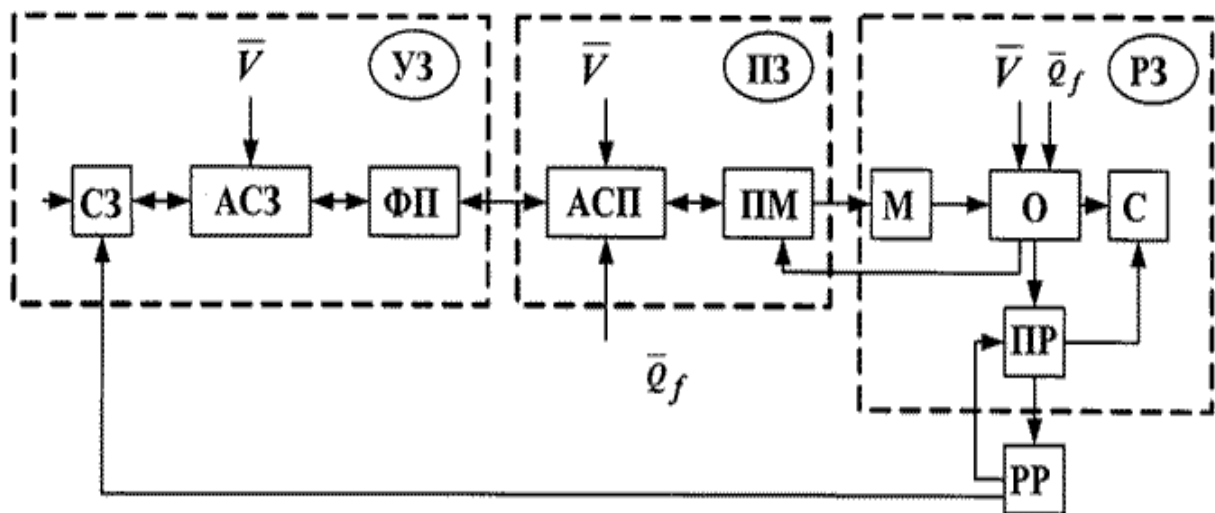 V̅ УЗ V̅ ПЗ V̅ Q̅f РЗ
СЗ АСЗ ФП АСП ПМ М О С
Q̅f ПР
РР